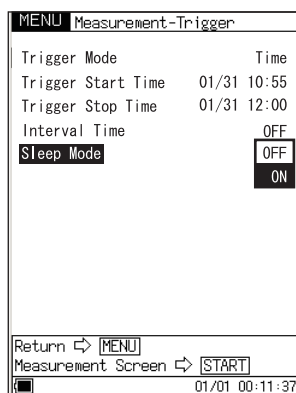 MENU Measurement-Trigger
Trigger Mode Time
Trigger Start Time 01/31 10:55
Trigger Stop Time 01/31 12:00
Interval Time OFF
Sleep Mode OFF
ON
Return ⇨ MENU
Measurement Screen ⇨ START
01/01 00:11:37